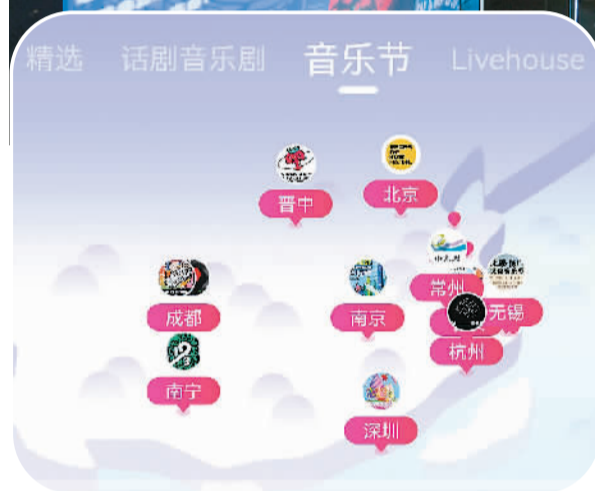 精选 话剧音乐剧 音乐节 Livehouse
晋中
北京
常州
成都
南京
无锡
杭州
南宁
深圳